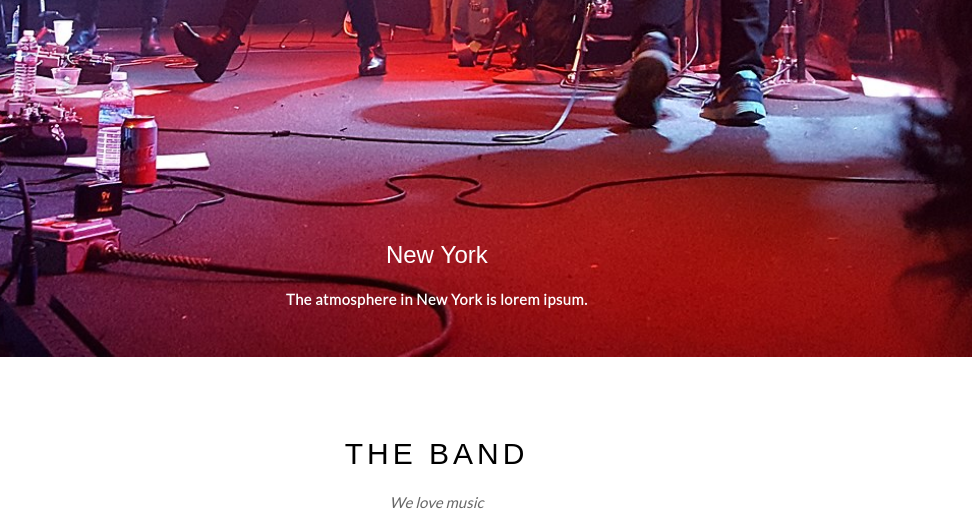 New York
The atmosphere in New York is lorem ipsum.
THE BAND
We love music